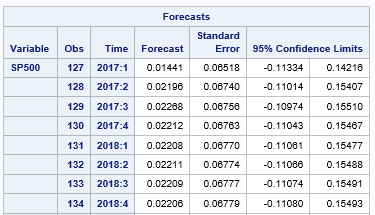 Forecasts
Variable Obs Time Forecast Standard Error 95% Confidence Limits
SP500 127 2017:1 0.01441 0.06518 -0.11334 0.14216
128 2017:2 0.02196 0.06740 -0.11014 0.15407
129 2017:3 0.02268 0.06756 -0.10974 0.15510
130 2017:4 0.02212 0.06763 -0.11043 0.15467
131 2018:1 0.02208 0.06770 -0.11061 0.15477
132 2018:2 0.02211 0.06774 -0.11066 0.15488
133 2018:3 0.02209 0.06777 -0.11074 0.15491
134 2018:4 0.02206 0.06779 -0.11080 0.15493